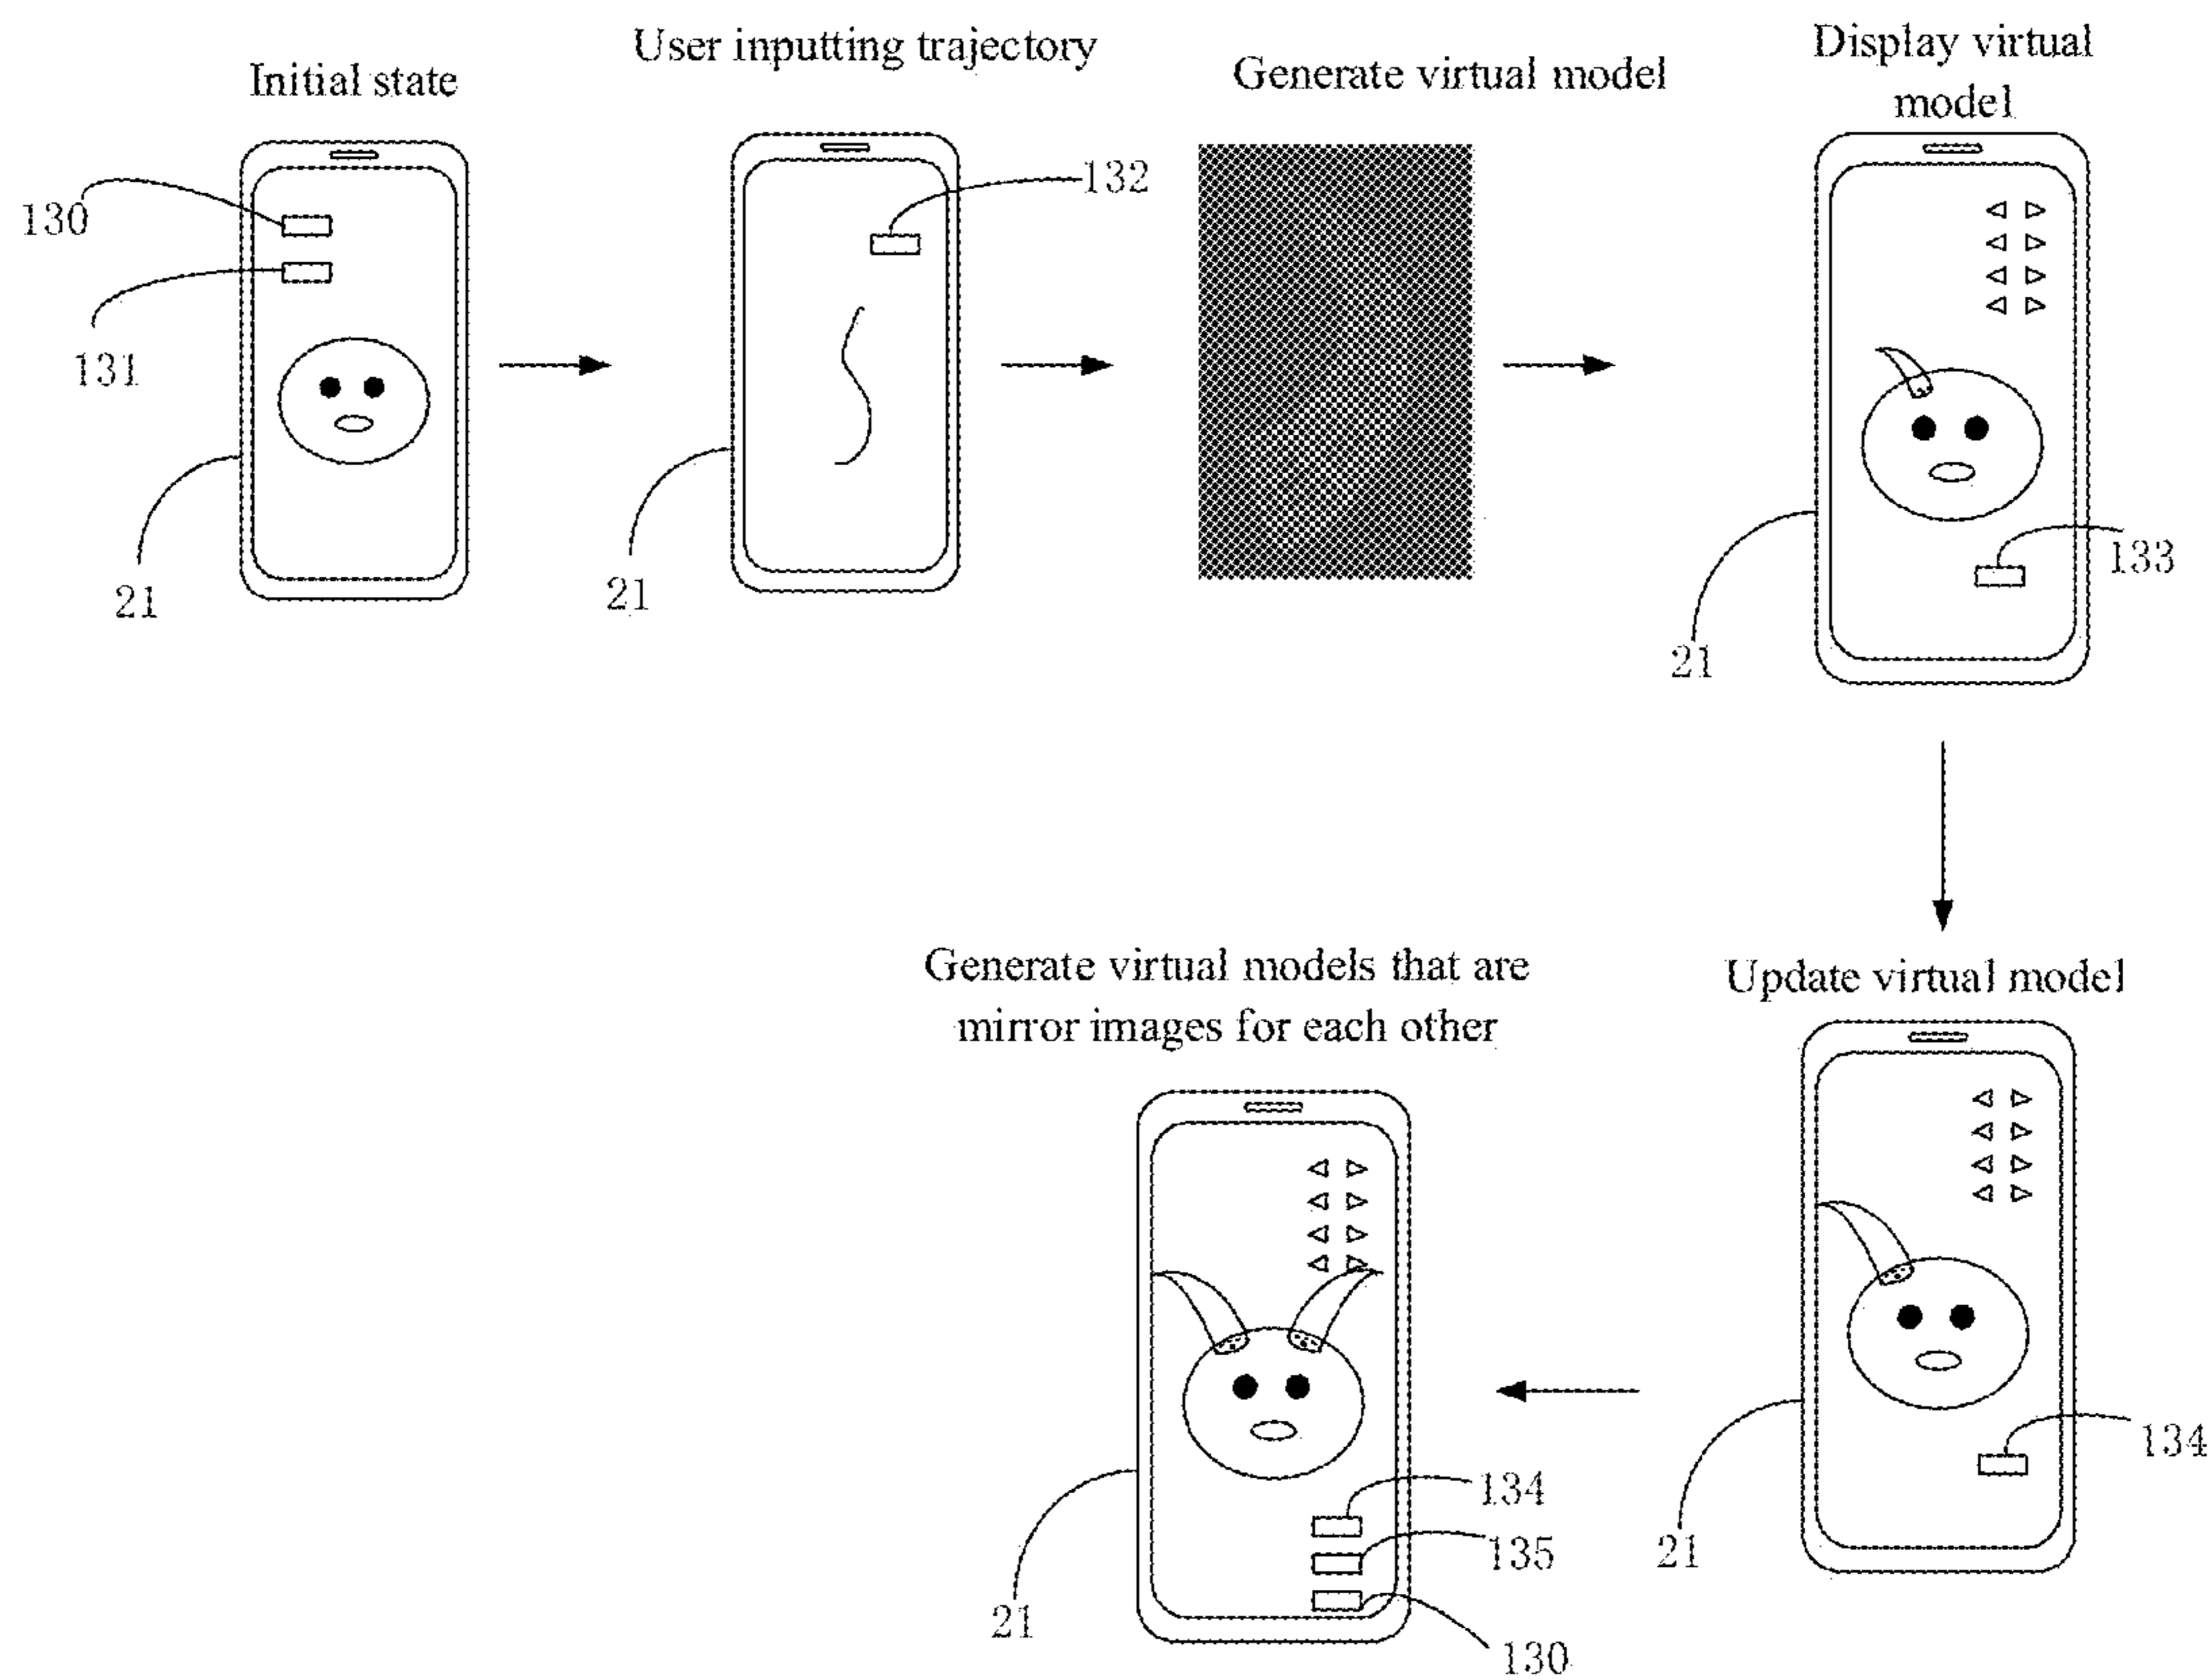 Initial state
User inputting trajectory
Generate virtual model
Display virtual
model
130
131
21
132
21
133
21
Generate virtual models that are
mirror images for each other
Update virtual model
134
135
130
21
134
21